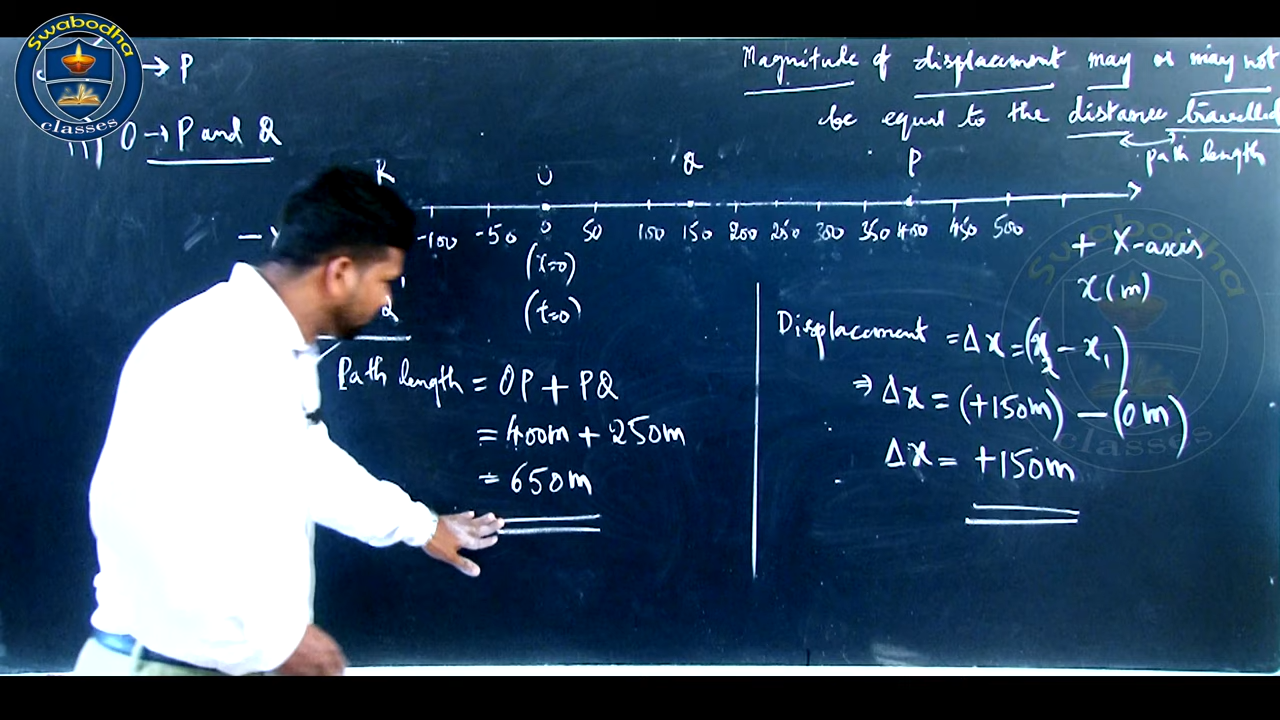 Swabodha
classes
→ P
O → P and Q
Magnitude of displacement may or may not
be equal to the distance travelled
path length
R O Q P
-100 -50 0 50 100 150 200 250 300 350 400 450 500
(x=0)
(t=0)
+ X-axis
x(m)
Path length = OP + PQ
= 400m + 250m
= 650m
Displacement = Δx = (x₂ - x₁)
⇒ Δx = (+150m) - (0m)
Δx = +150m
Swabodha
classes